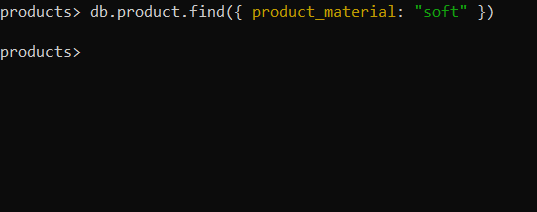 products> db.product.find({ product_material: "soft" })
products>